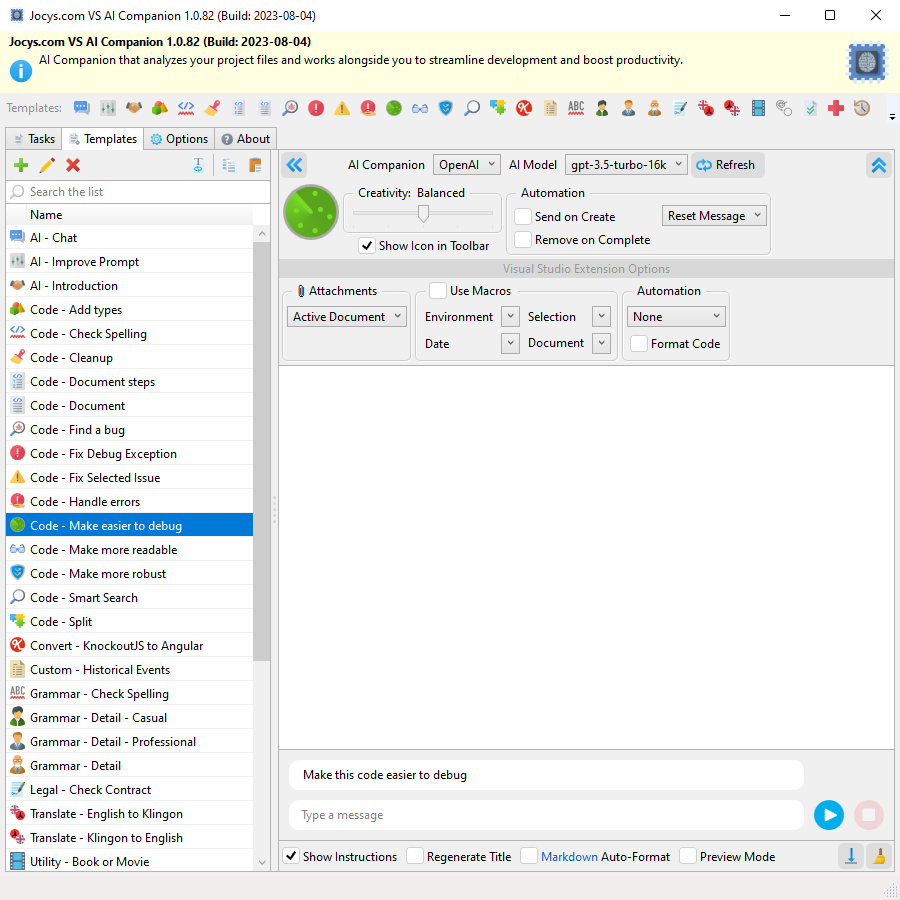 Jocys.com VS AI Companion 1.0.82 (Build: 2023-08-04)
Jocys.com VS AI Companion 1.0.82 (Build: 2023-08-04)
AI Companion that analyzes your project files and works alongside you to streamline development and boost productivity.
Templates:
ABC
Tasks Templates Options About
AI Companion OpenAI AI Model gpt-3.5-turbo-16k Refresh
Search the list
Name
Creativity: Balanced
Show Icon in Toolbar
Automation
Send on Create Reset Message
Remove on Complete
Visual Studio Extension Options
Attachments
Active Document
Use Macros
Environment Selection
Date Document
Automation
None
Format Code
AI - Chat
AI - Improve Prompt
AI - Introduction
Code - Add types
Code - Check Spelling
Code - Cleanup
Code - Document steps
Code - Document
Code - Find a bug
Code - Fix Debug Exception
Code - Fix Selected Issue
Code - Handle errors
Code - Make easier to debug
Code - Make more readable
Code - Make more robust
Code - Smart Search
Code - Split
Convert - KnockoutJS to Angular
Custom - Historical Events
ABC Grammar - Check Spelling
Grammar - Detail - Casual
Grammar - Detail - Professional
Grammar - Detail
Legal - Check Contract
Translate - English to Klingon
Translate - Klingon to English
Utility - Book or Movie
Make this code easier to debug
Type a message
Show Instructions Regenerate Title Markdown Auto-Format Preview Mode